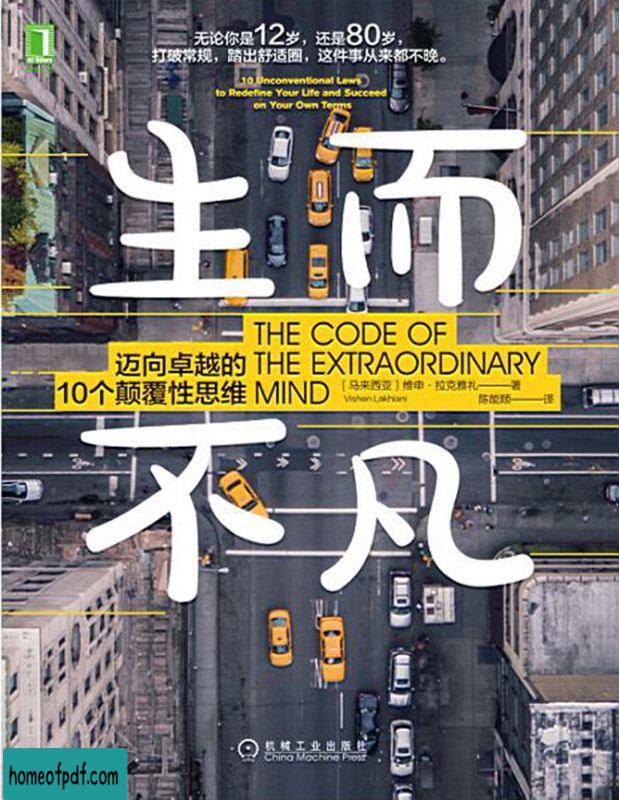 无论你是12岁，还是80岁，
打破常规，踏出舒适圈，这件事从来都不晚。
10 Unconventional Laws
to Redefine Your Life and Succeed
on Your Own Terms
生而
THE CODE OF
迈向卓越的 THE EXTRAORDINARY
10个颠覆性思维 MIND
［马来西亚］维申·拉克雅礼——著
Vishen Lakhiani
陈能顺——译
不凡
机械工业出版社
China Machine Press
homeofpdf.com